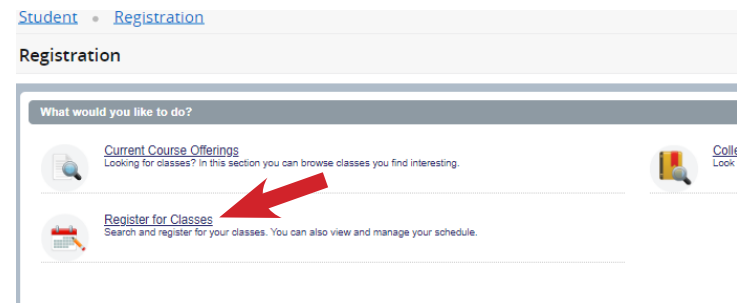 Student • Registration
Registration
What would you like to do?
Current Course Offerings
Looking for classes? In this section you can browse classes you find interesting.
Colle
Look
Register for Classes
Search and register for your classes. You can also view and manage your schedule.